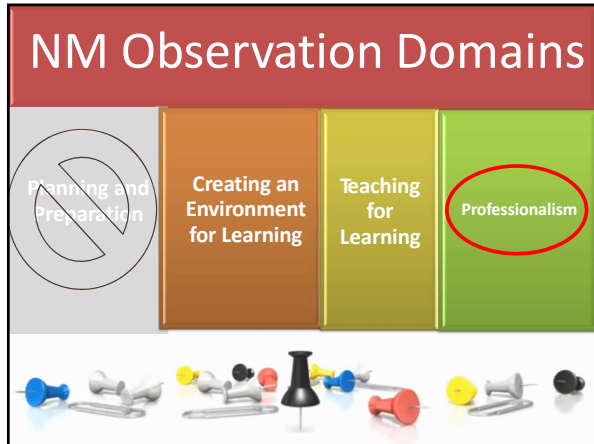 NM Observation Domains
Planning and
Preparation
Creating an
Environment
for Learning
Teaching
for
Learning
Professionalism